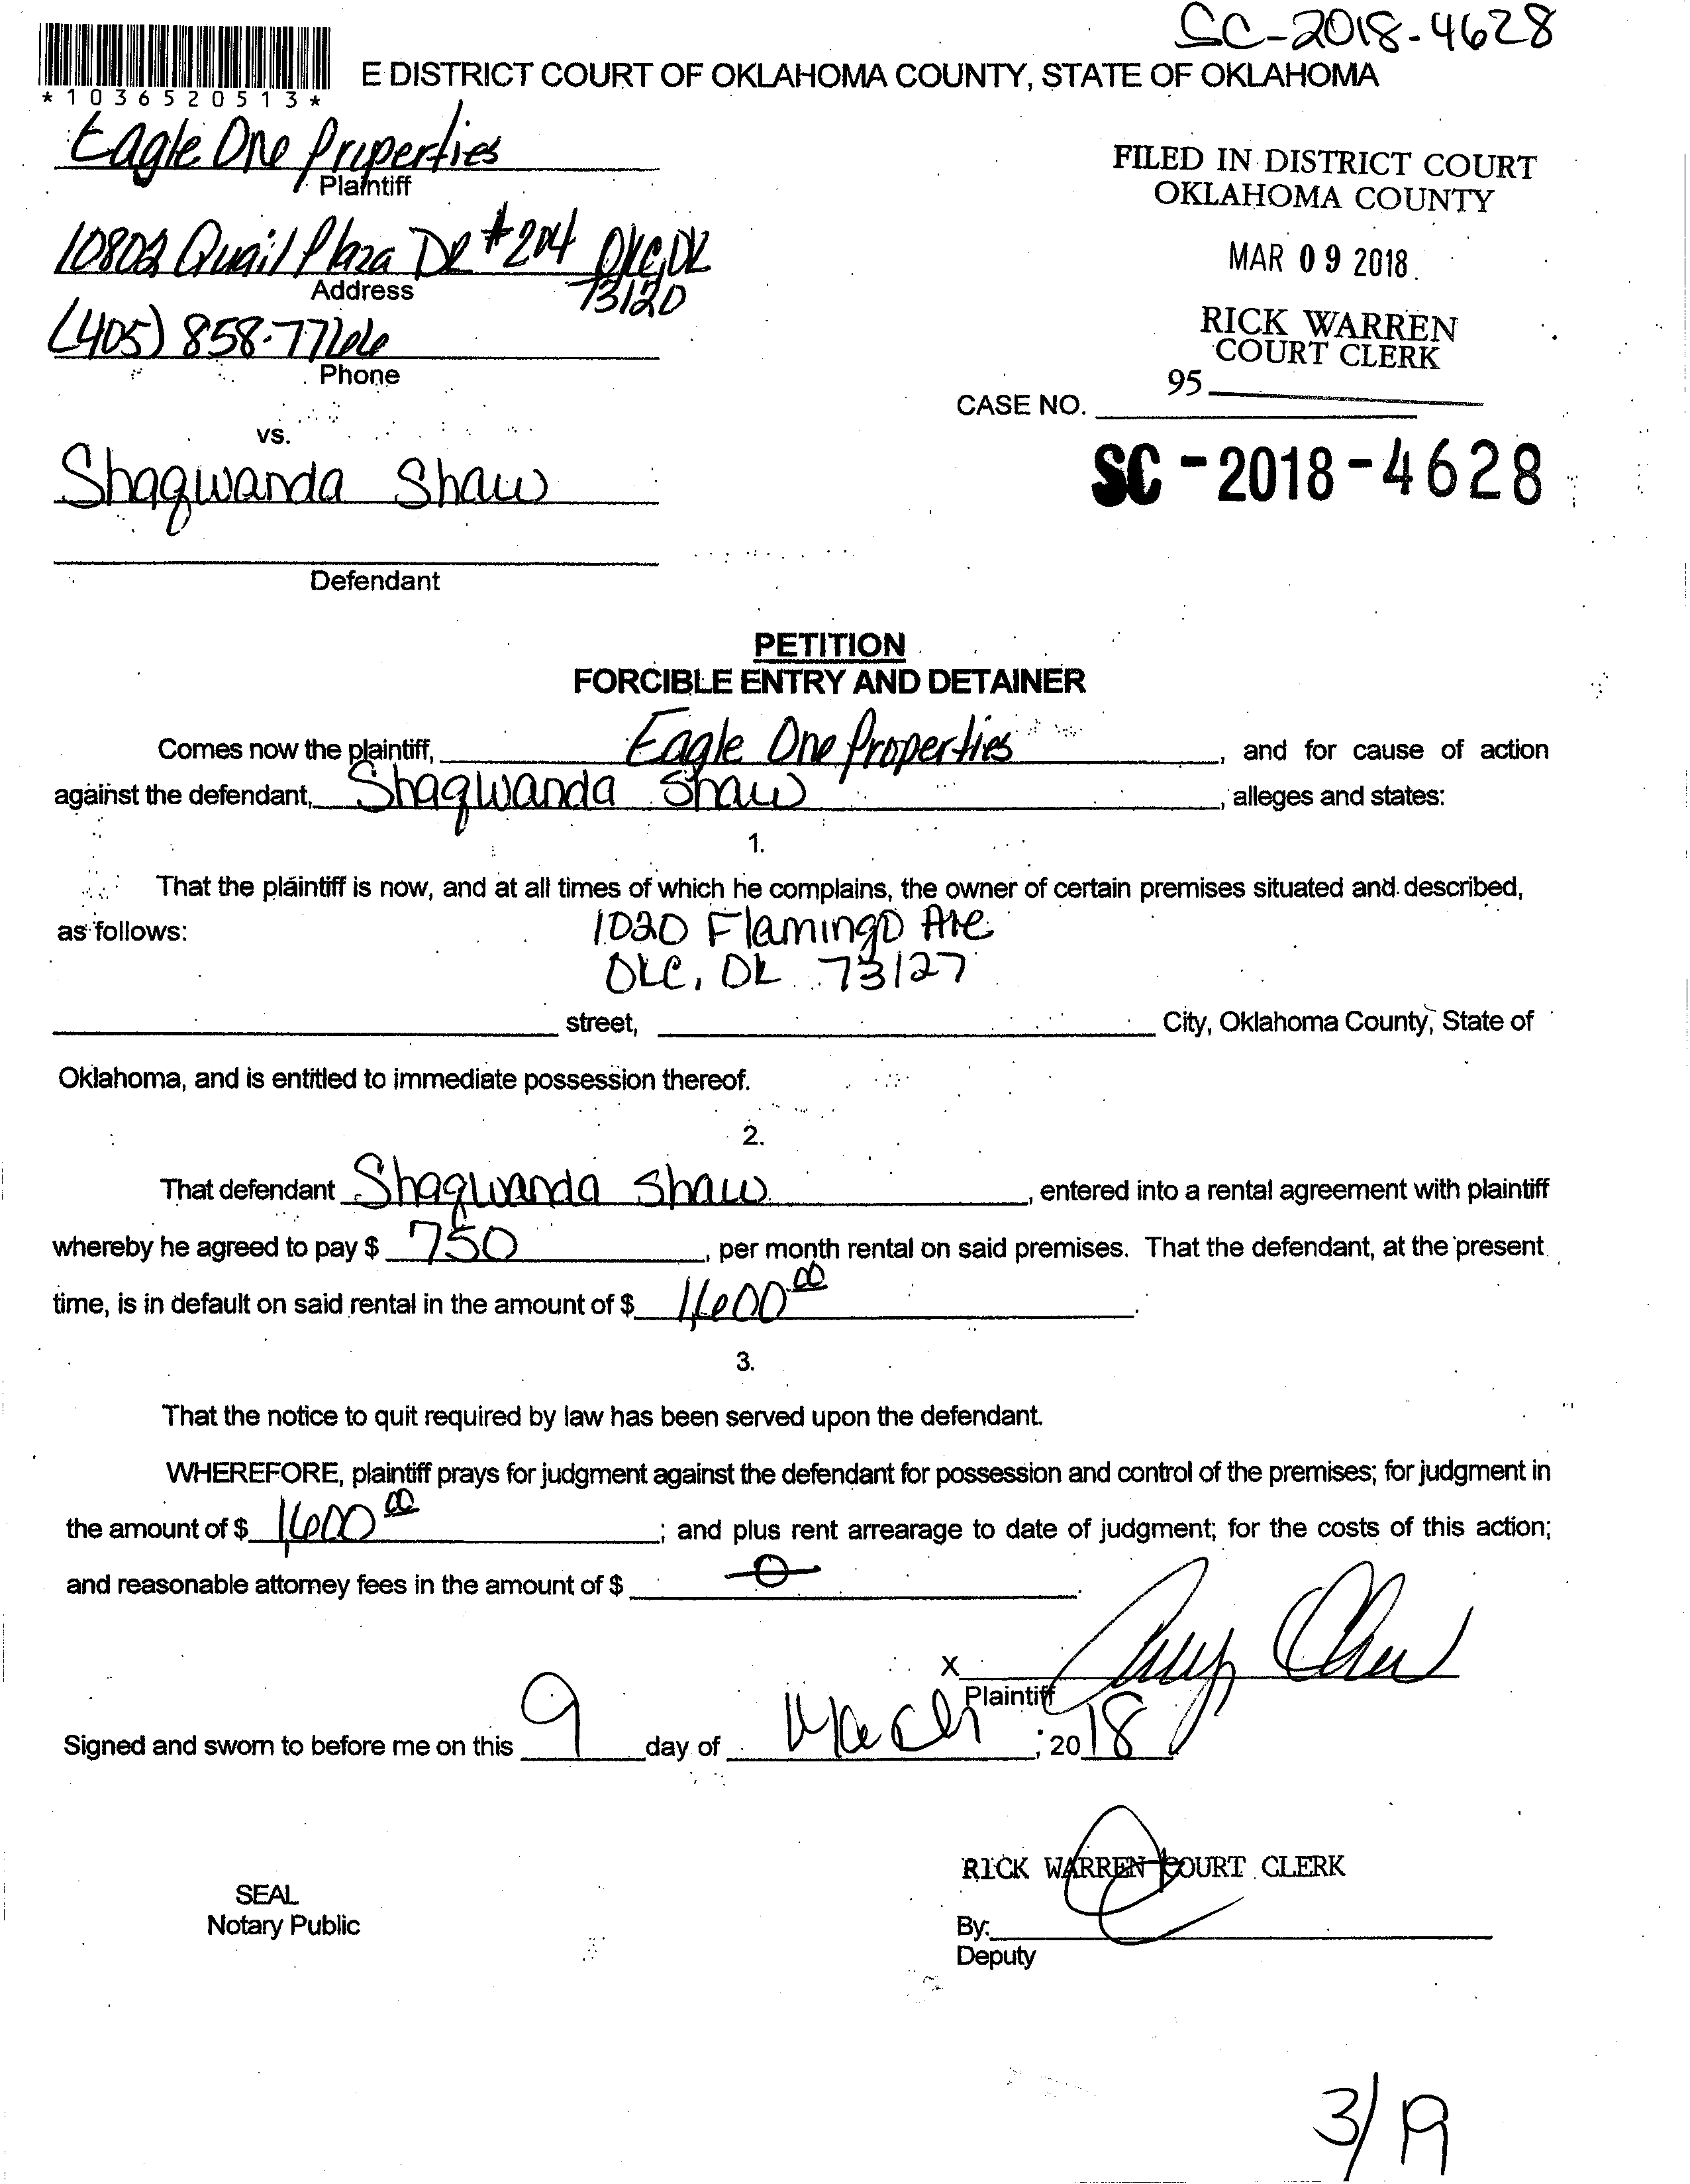 SC-2018-4628
E DISTRICT COURT OF OKLAHOMA COUNTY, STATE OF OKLAHOMA
*1036520513*
Eagle One Properties
Plaintiff
FILED IN DISTRICT COURT
OKLAHOMA COUNTY
10802 Quail Plaza DR #204 OKC, OK
73120
Address
MAR 09 2018
(405) 858-7766
Phone
RICK WARREN
COURT CLERK
95
CASE NO.
vs.
Shaqwanda Shaw
SC-2018-4628
Defendant
PETITION
FORCIBLE ENTRY AND DETAINER
Comes now the plaintiff, Eagle One Properties, and for cause of action
against the defendant, Shaqwanda Shaw, alleges and states:
1.
That the plaintiff is now, and at all times of which he complains, the owner of certain premises situated and described,
as follows: 1020 Flamingo Ave
OKC, OK 73127
street, City, Oklahoma County, State of
Oklahoma, and is entitled to immediate possession thereof.
2.
That defendant Shaqwanda Shaw, entered into a rental agreement with plaintiff
whereby he agreed to pay $ 750, per month rental on said premises. That the defendant, at the present
time, is in default on said rental in the amount of $ 1,600 00.
3.
That the notice to quit required by law has been served upon the defendant.
WHEREFORE, plaintiff prays for judgment against the defendant for possession and control of the premises; for judgment in
the amount of $ 1,600 00; and plus rent arrearage to date of judgment; for the costs of this action;
and reasonable attorney fees in the amount of $ 0.
X
Plaintiff
Signed and sworn to before me on this 9 day of March, 2018
RICK WARREN COURT CLERK
SEAL
Notary Public
By:
Deputy
3/19